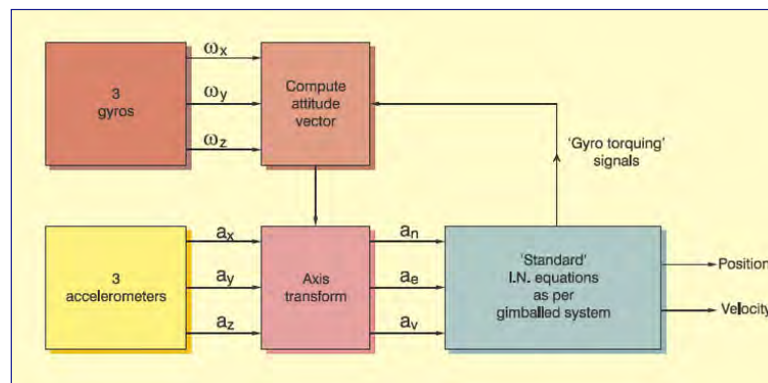 3
gyros
ωx
ωy
ωz
Compute
attitude
vector
'Gyro torquing'
signals
3
accelerometers
ax
ay
az
Axis
transform
an
ae
av
'Standard'
I.N. equations
as per
gimballed system
Position
Velocity